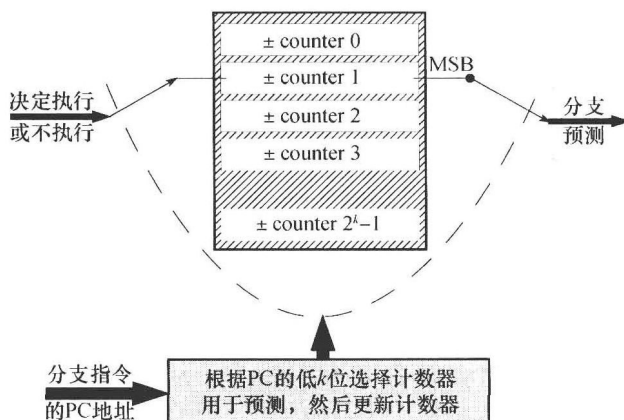 ± counter 0
± counter 1
± counter 2
± counter 3
± counter 2^k−1
MSB
决定执行
或不执行
分支
预测
分支指令
的PC地址
根据PC的低k位选择计数器
用于预测，然后更新计数器